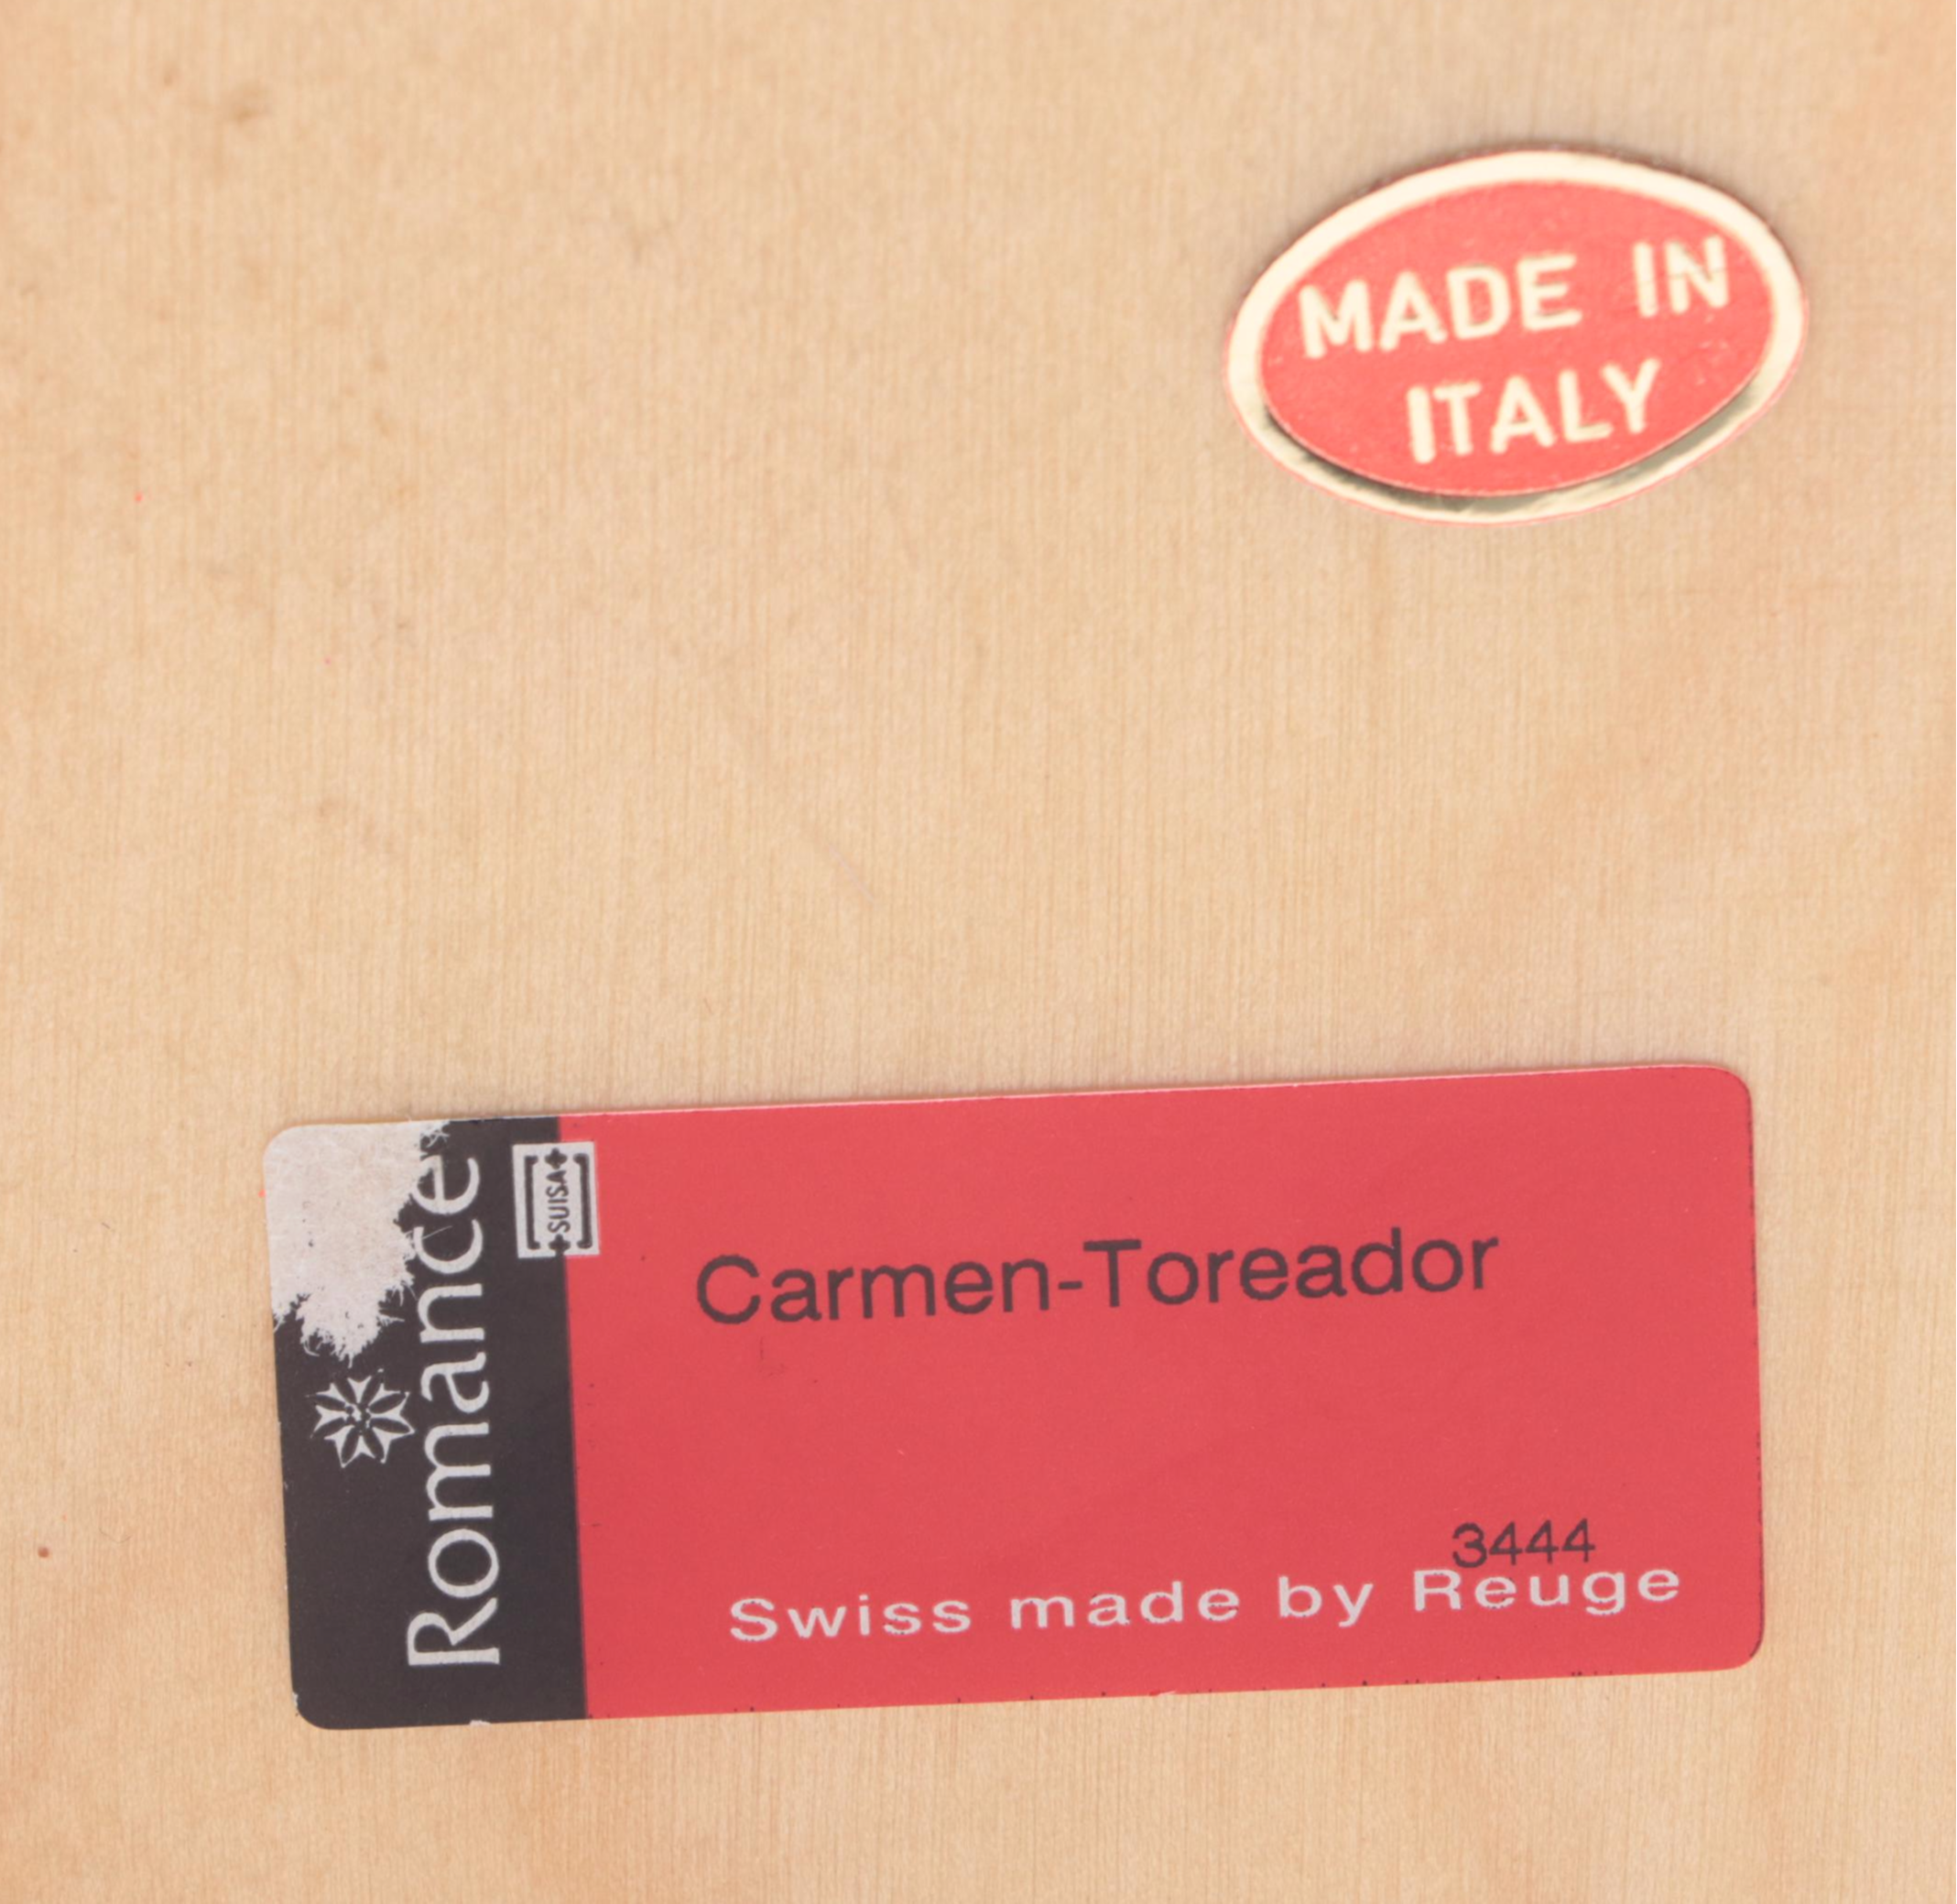 MADE IN
ITALY
Romance
SUISA
Carmen-Toreador
3444
Swiss made by Reuge